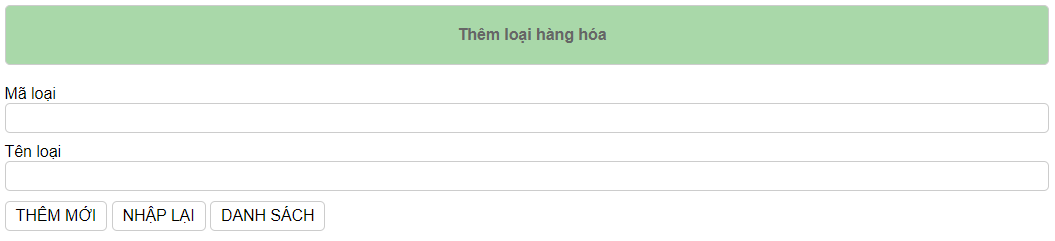 Thêm loại hàng hóa
Mã loại
Tên loại
THÊM MỚI NHẬP LẠI DANH SÁCH